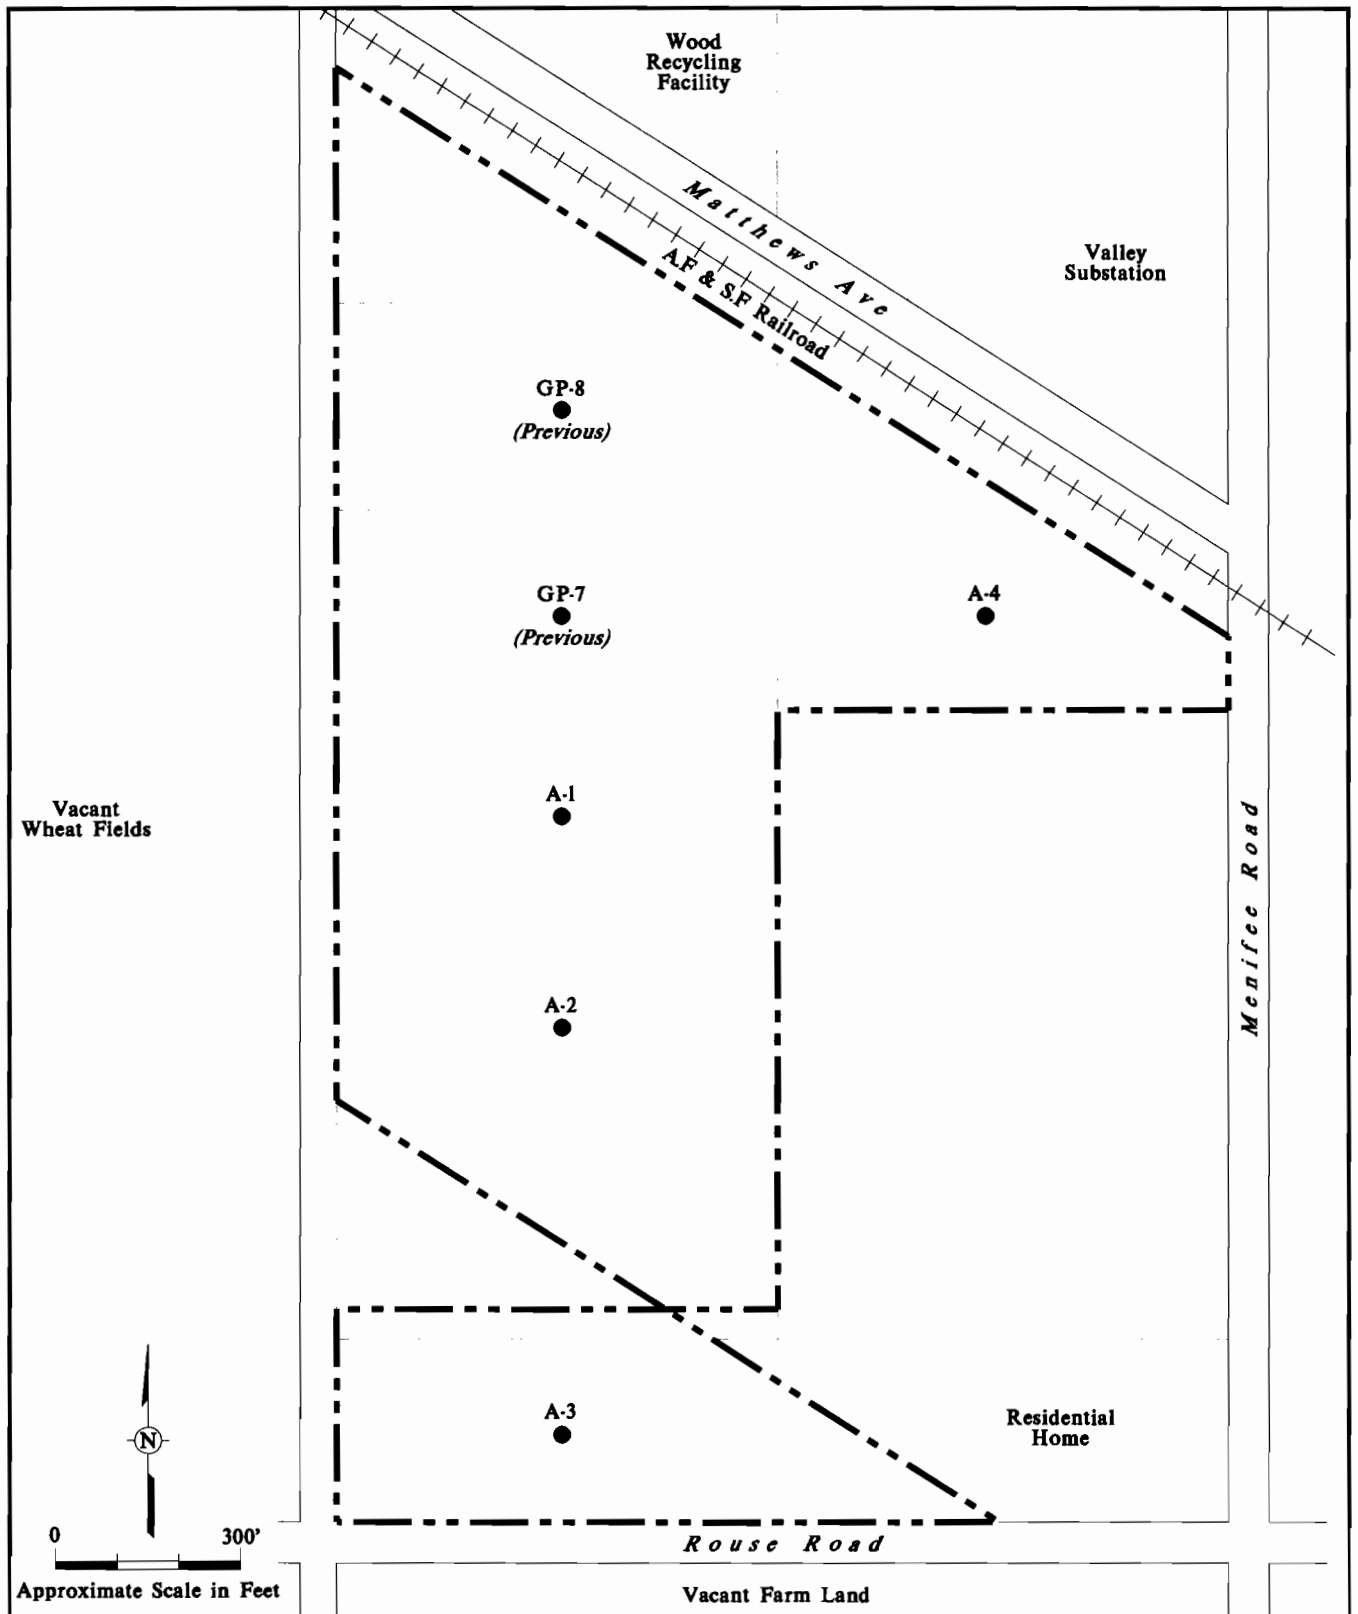 Wood
Recycling
Facility
Matthews Ave
Valley
Substation
A.F & S.F Railroad
GP-8
(Previous)
GP-7
(Previous)
A-4
A-1
Vacant
Wheat Fields
Menifee Road
A-2
A-3
Residential
Home
N
0 300'
Rouse Road
Approximate Scale in Feet
Vacant Farm Land